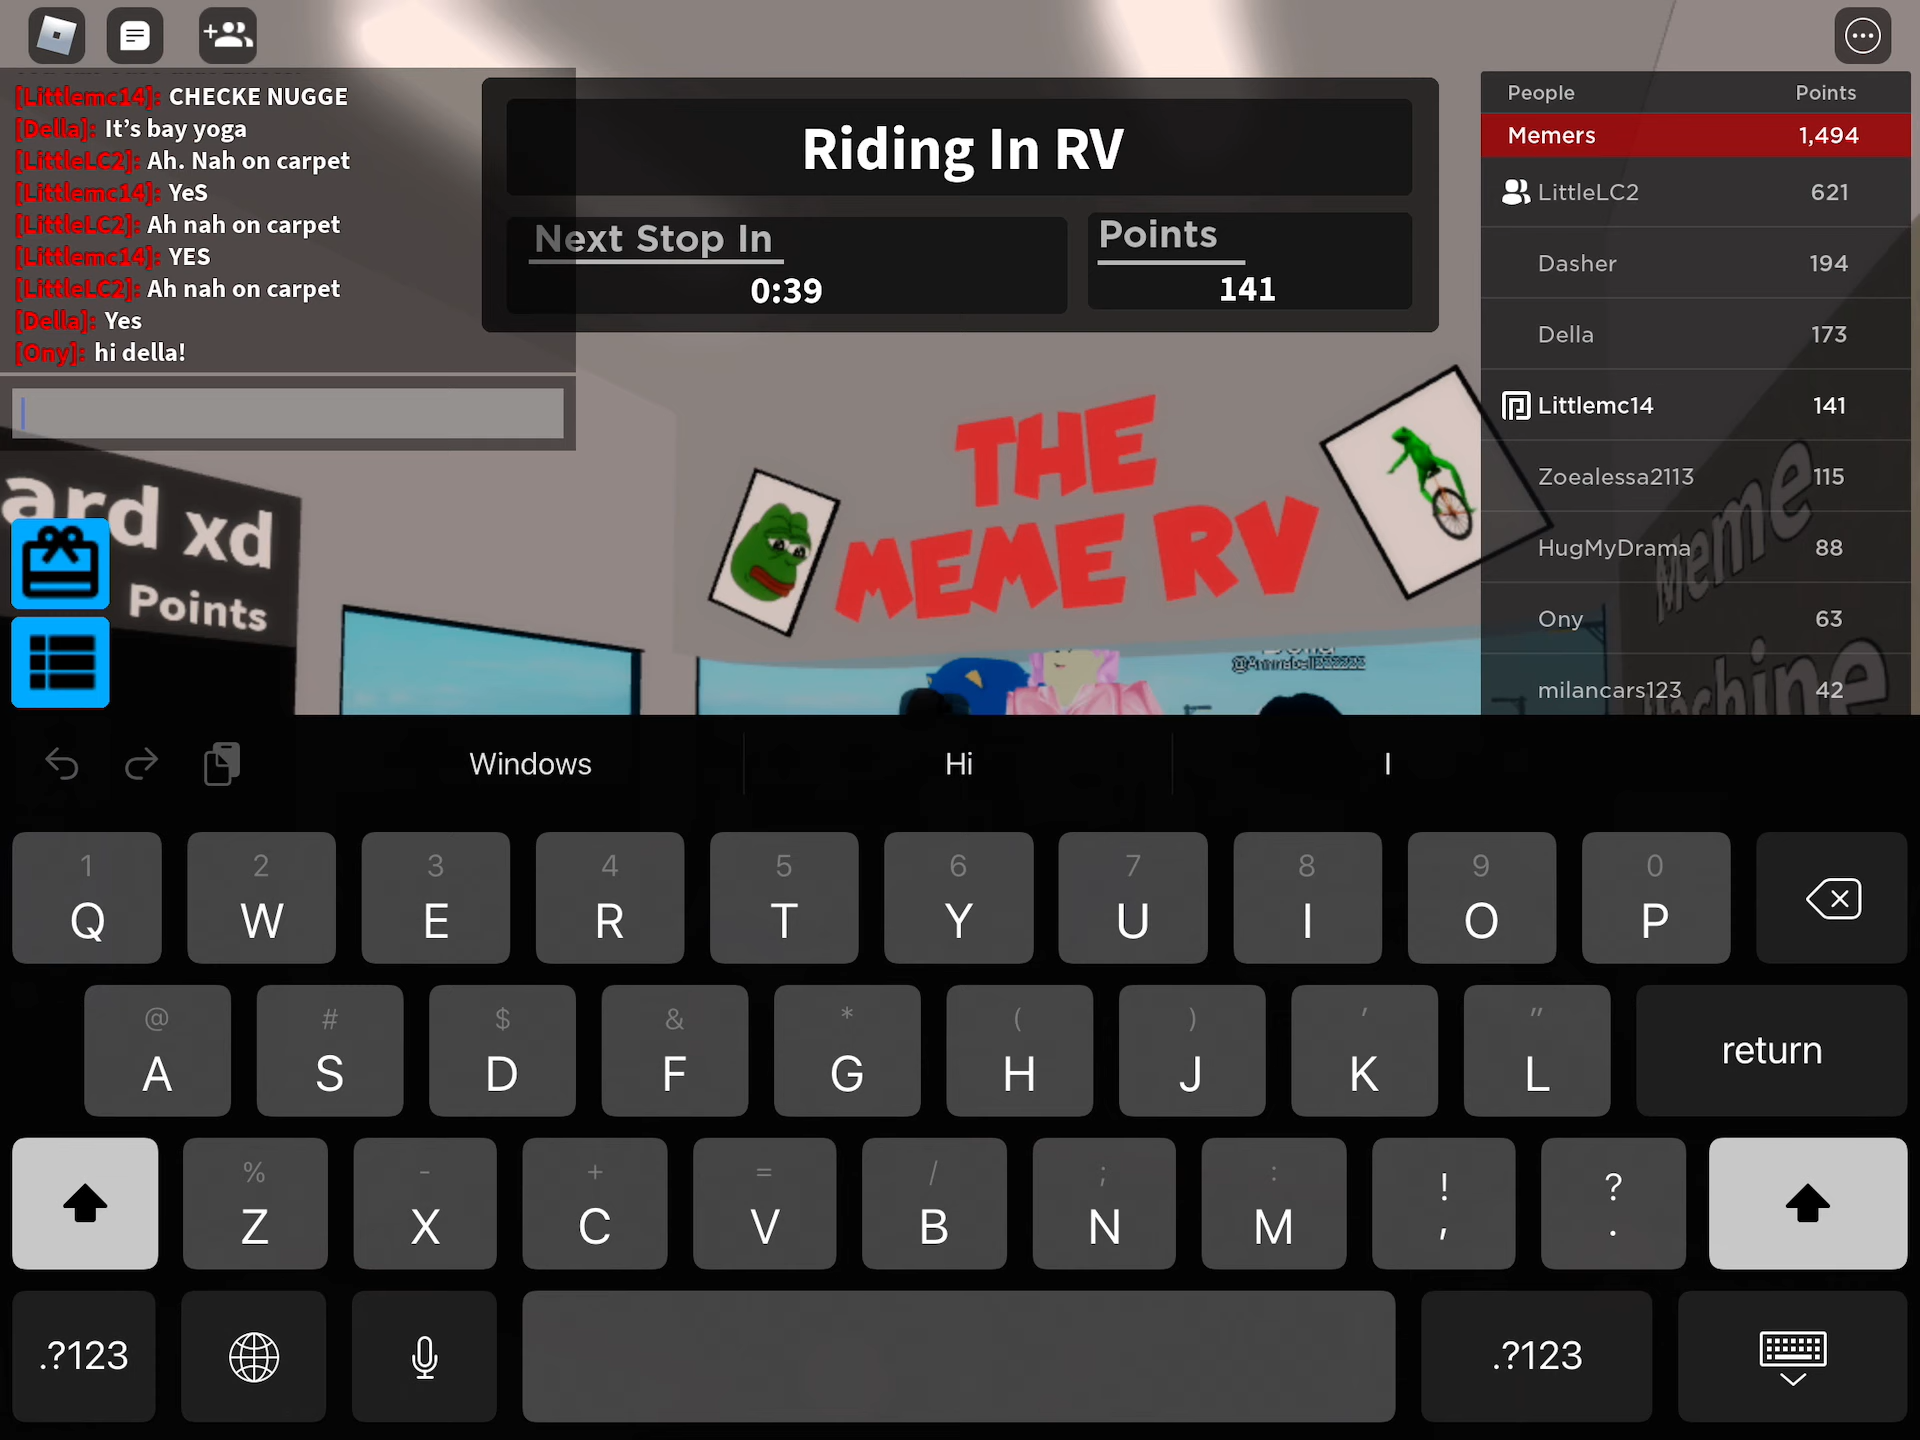 [Littlemc14]: CHECKE NUGGE
[Della]: It's bay yoga
[LittleLC2]: Ah. Nah on carpet
[Littlemc14]: YeS
[LittleLC2]: Ah nah on carpet
[Littlemc14]: YES
[LittleLC2]: Ah nah on carpet
[Della]: Yes
[Ony]: hi della!
Riding In RV
Next Stop In
0:39
Points
141
People Points
Memers 1,494
LittleLC2 621
Dasher 194
Della 173
Littlemc14 141
Zoealessa2113 115
HugMyDrama 88
Ony 63
milancars123 42
THE
MEME RV
ard xd
Points
Meme
Machine
Windows Hi I
1 2 3 4 5 6 7 8 9 0
Q W E R T Y U I O P
@ # $ & * ( ) ' "
A S D F G H J K L return
% - + = / ; : ! ?
Z X C V B N M , .
.?123 .?123